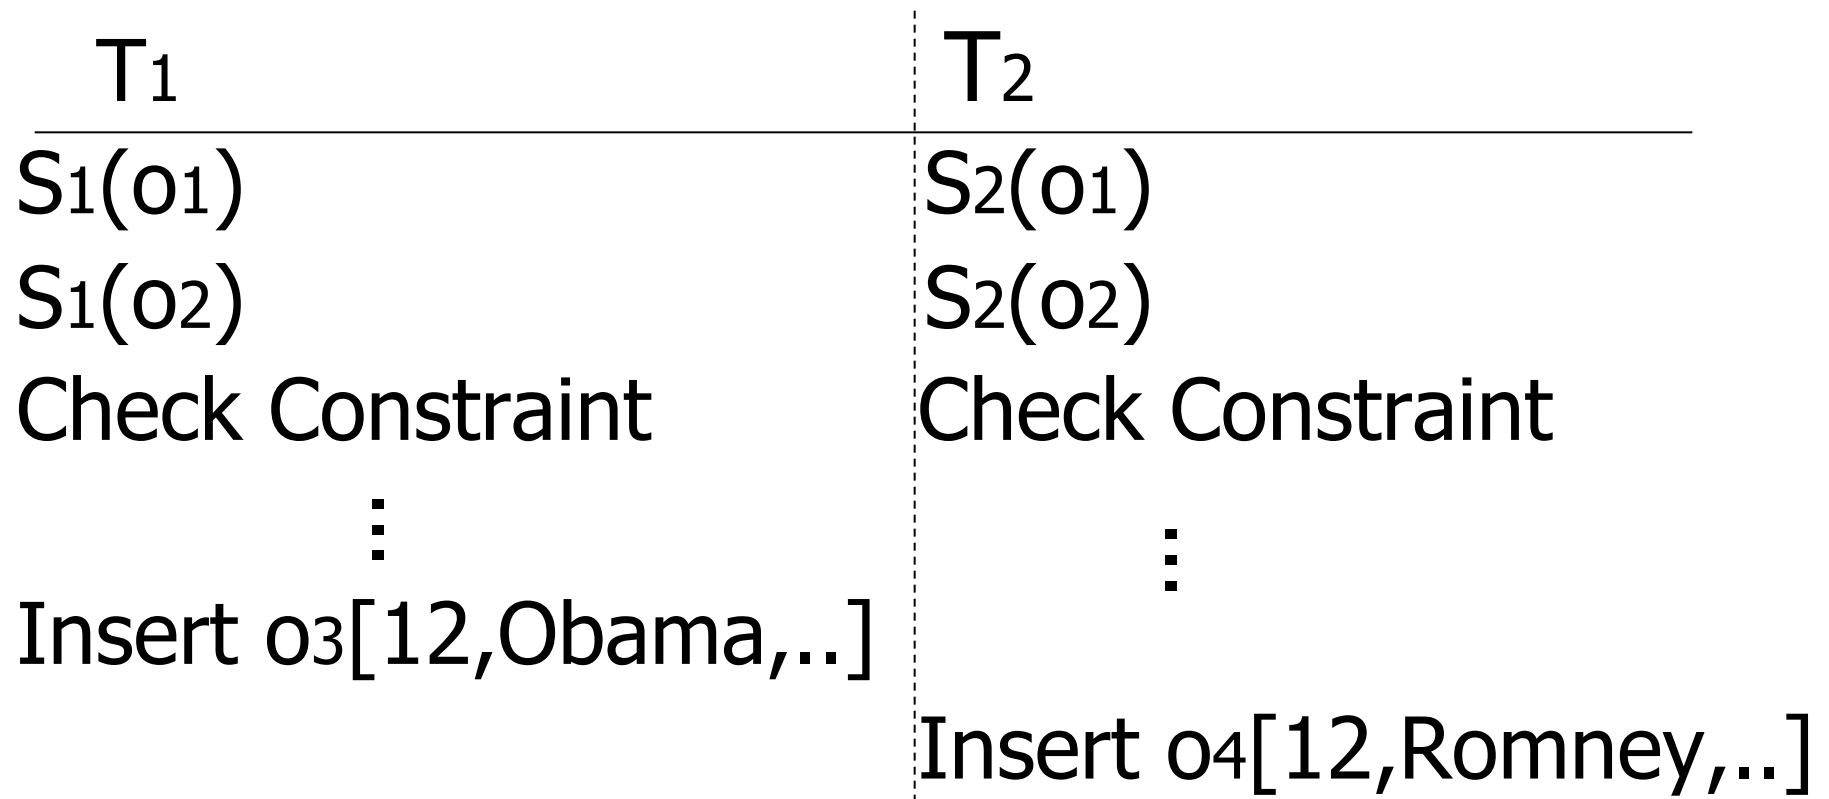 T1 T2
S1(o1) S2(o1)
S1(o2) S2(o2)
Check Constraint Check Constraint
⋮ ⋮
Insert o3[12,Obama,..]
Insert o4[12,Romney,..]